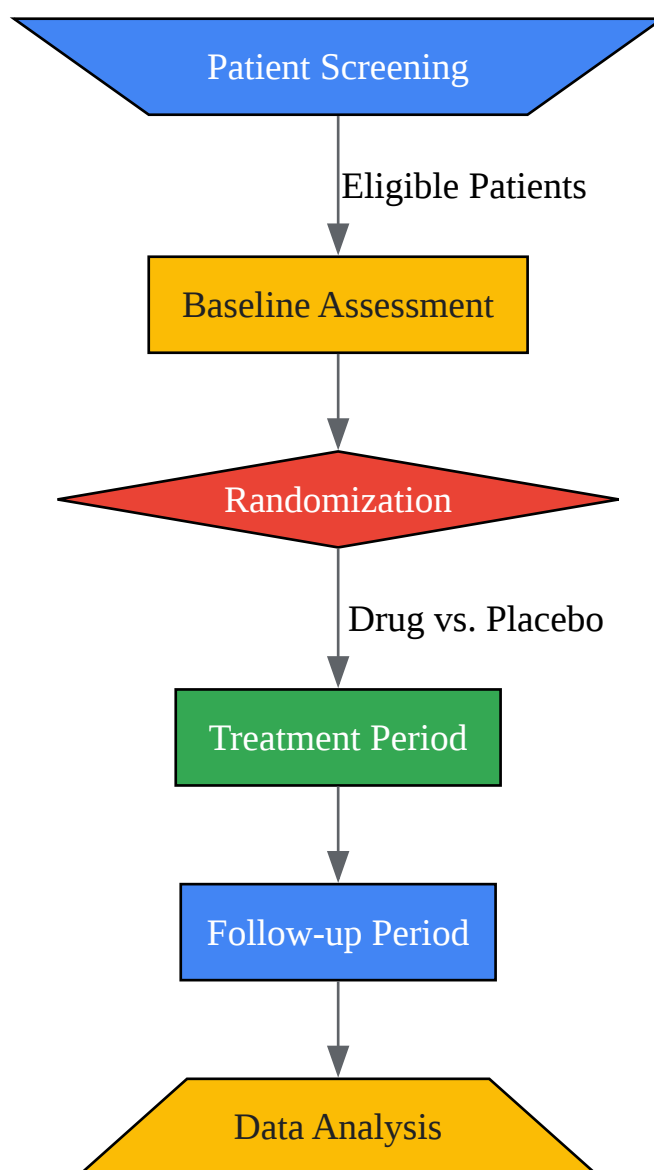 Patient Screening
Eligible Patients
Baseline Assessment
Randomization
Drug vs. Placebo
Treatment Period
Follow-up Period
Data Analysis